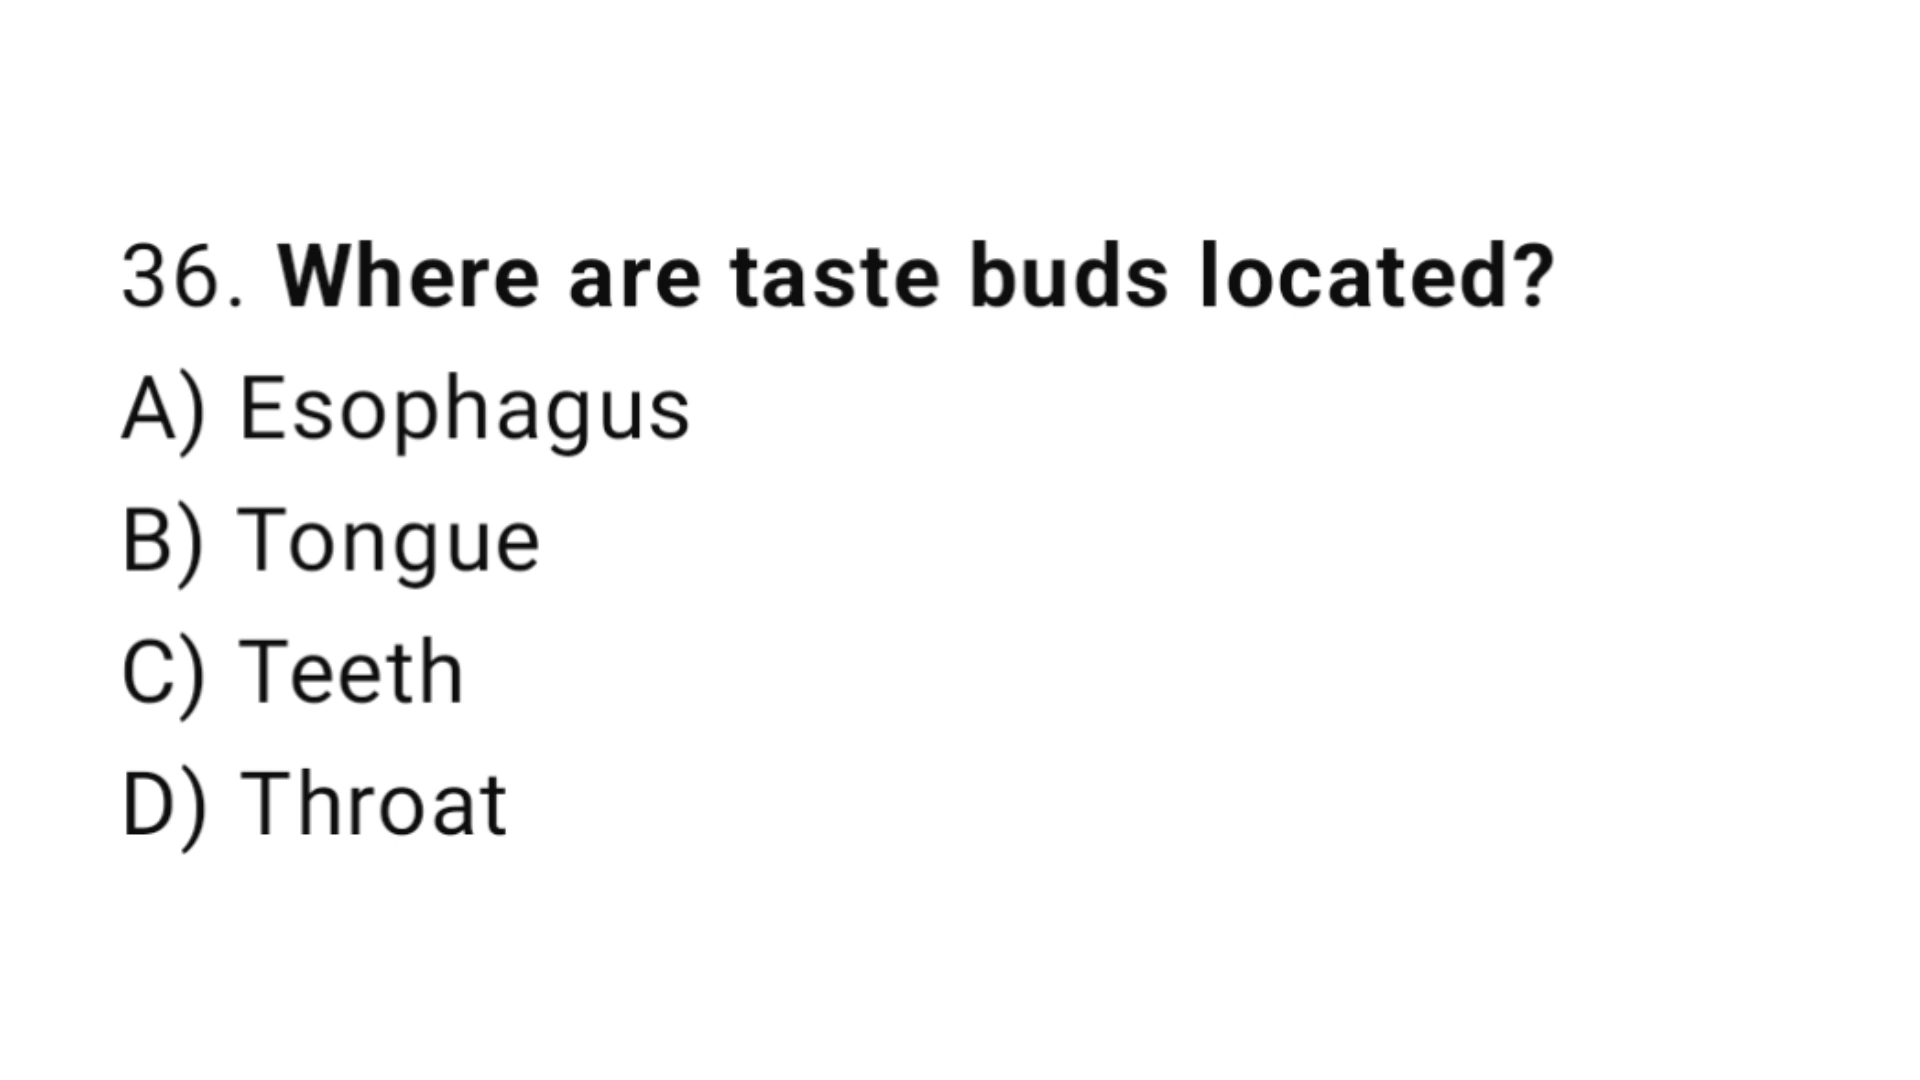 36. Where are taste buds located?
A) Esophagus
B) Tongue
C) Teeth
D) Throat